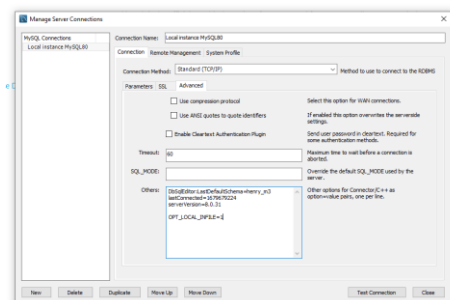 Manage Server Connections
MySQL Connections
Local instance MySQL80
Connection Name: Local instance MySQL80
Connection Remote Management System Profile
Connection Method: Standard (TCP/IP) Method to use to connect to the RDBMS
Parameters SSL Advanced
Use compression protocol Select this option for WAN connections.
Use ANSI quotes to quote identifiers If enabled this option overwrites the serverside
settings.
Enable Cleartext Authentication Plugin Send user password in cleartext. Required for
some authentication methods.
Timeout: 60 Maximum time to wait before a connection is
aborted.
SQL_MODE: Override the default SQL_MODE used by the
server.
Others: DbSqlEditor:LastDefaultSchema=henry_m3 Other options for Connector/C++ as
lastConnected=1679679224 option=value pairs, one per line.
serverVersion=8.0.31
OPT_LOCAL_INFILE=1
New Delete Duplicate Move Up Move Down Test Connection Close